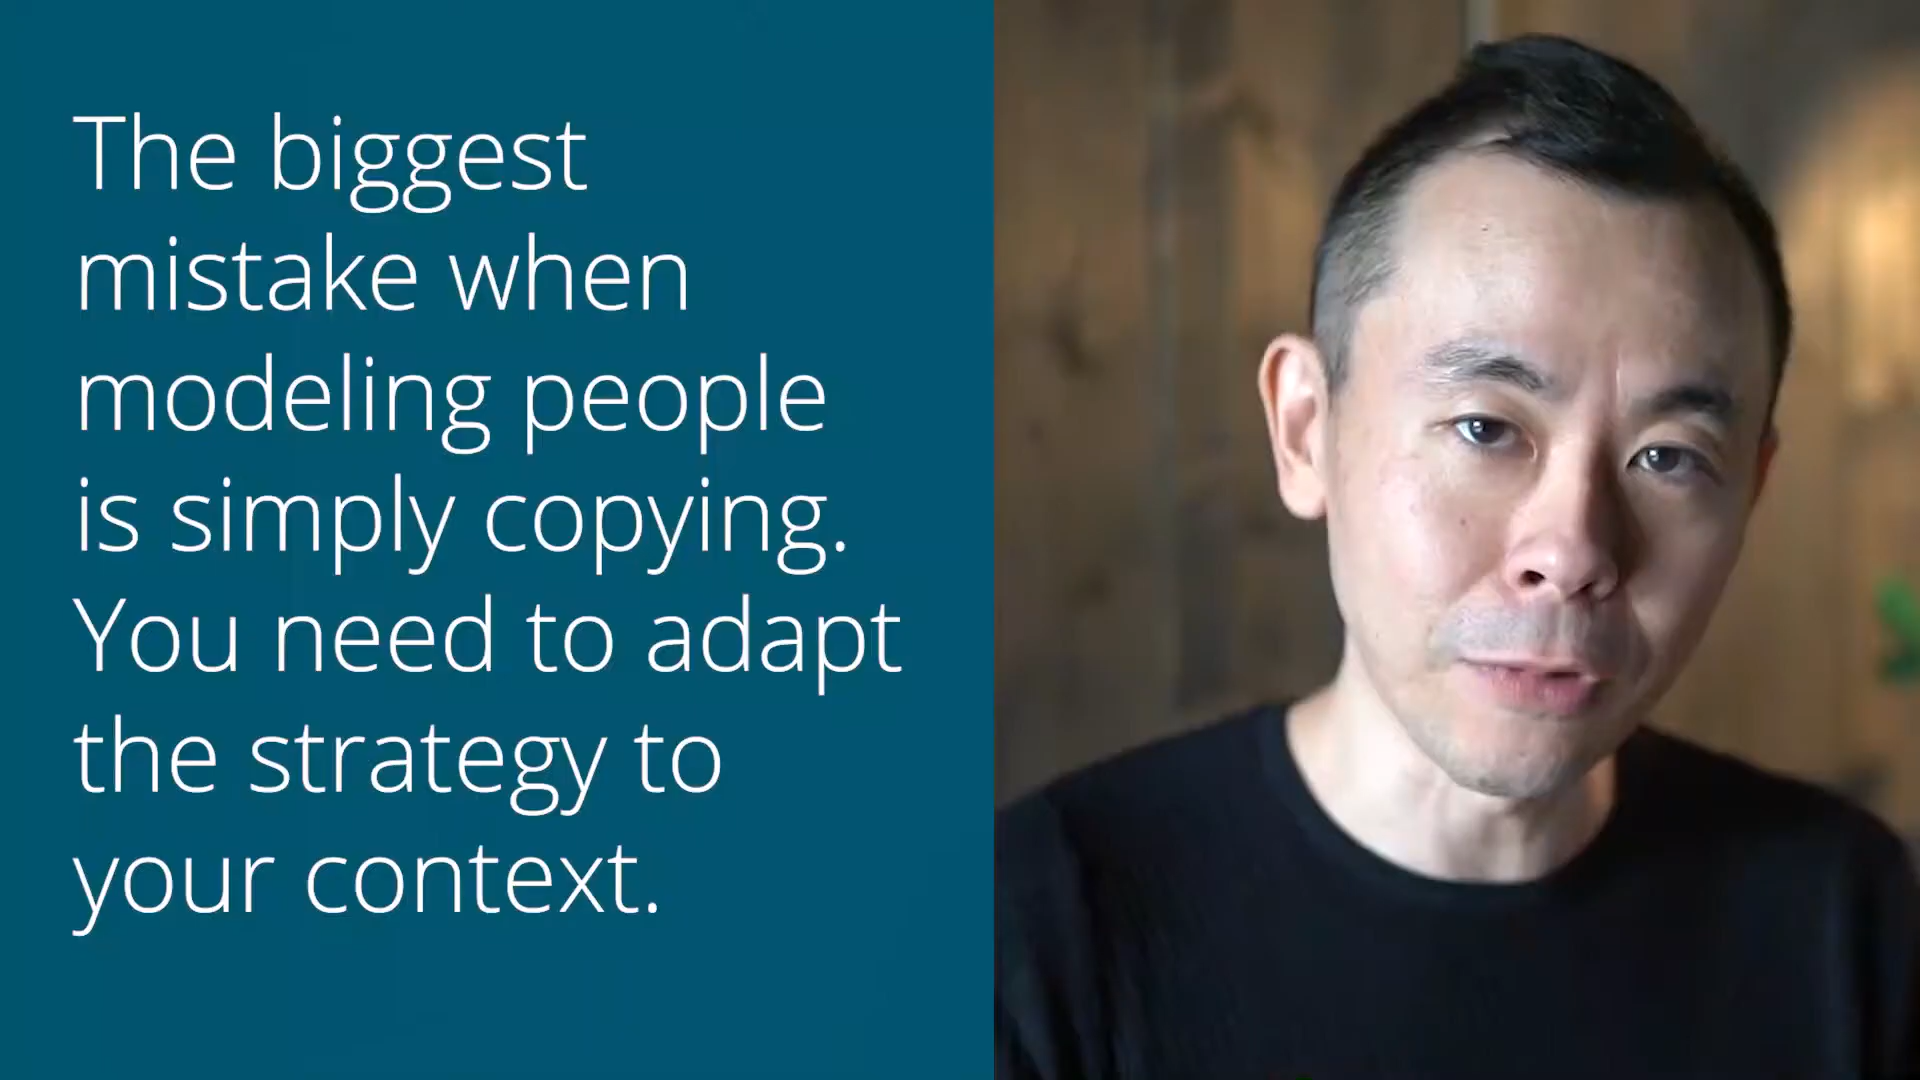 The biggest
mistake when
modeling people
is simply copying.
You need to adapt
the strategy to
your context.